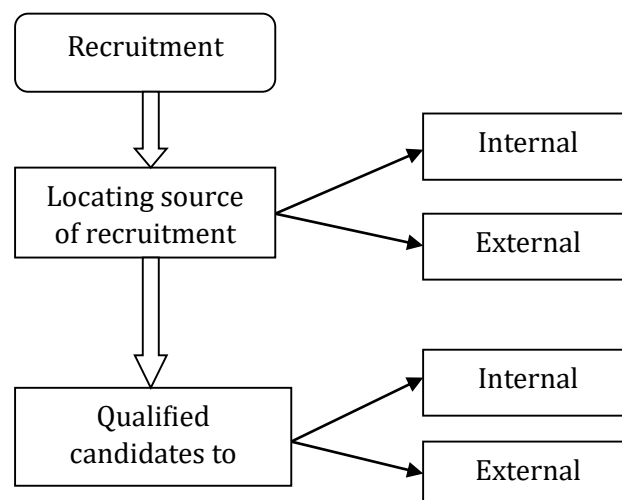 Recruitment
Internal
Locating source
of recruitment
External
Internal
Qualified
candidates to
External